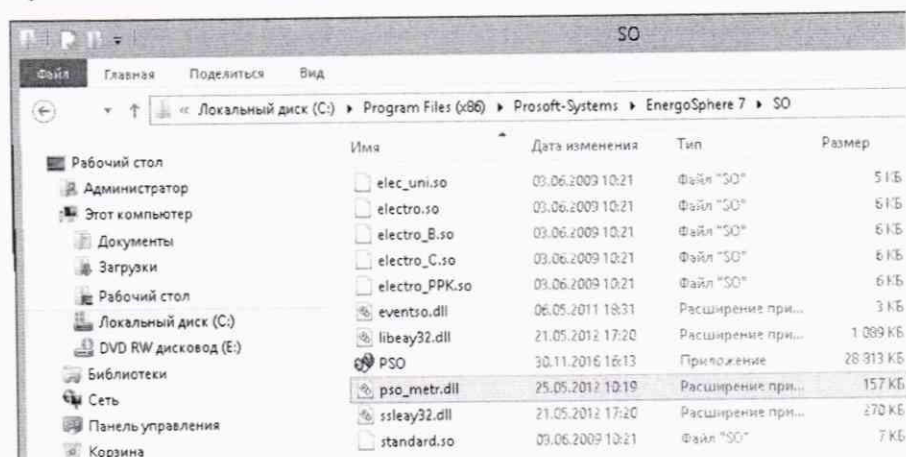 SO
Файл Главная Поделиться Вид
« Локальный диск (C:) ▸ Program Files (x86) ▸ Prosoft-Systems ▸ EnergoSphere 7 ▸ SO
Имя Дата изменения Тип Размер
Рабочий стол
Администратор
Этот компьютер
Документы
Загрузки
Рабочий стол
Локальный диск (C:)
DVD RW дисковод (E:)
Библиотеки
Сеть
Панель управления
Корзина
elec_uni.so 03.06.2009 10:21 Файл "SO" 5 КБ
electro.so 03.06.2009 10:21 Файл "SO" 6 КБ
electro_B.so 03.06.2009 10:21 Файл "SO" 6 КБ
electro_C.so 03.06.2009 10:21 Файл "SO" 6 КБ
electro_PPK.so 03.06.2009 10:21 Файл "SO" 6 КБ
eventso.dll 06.05.2011 18:31 Расширение при... 3 КБ
libeay32.dll 21.05.2012 17:20 Расширение при... 1 089 КБ
PSO 30.11.2016 16:13 Приложение 28 813 КБ
pso_metr.dll 25.05.2012 10:19 Расширение при... 157 КБ
ssleay32.dll 21.05.2012 17:20 Расширение при... 270 КБ
standard.so 03.06.2009 10:21 Файл "SO" 7 КБ